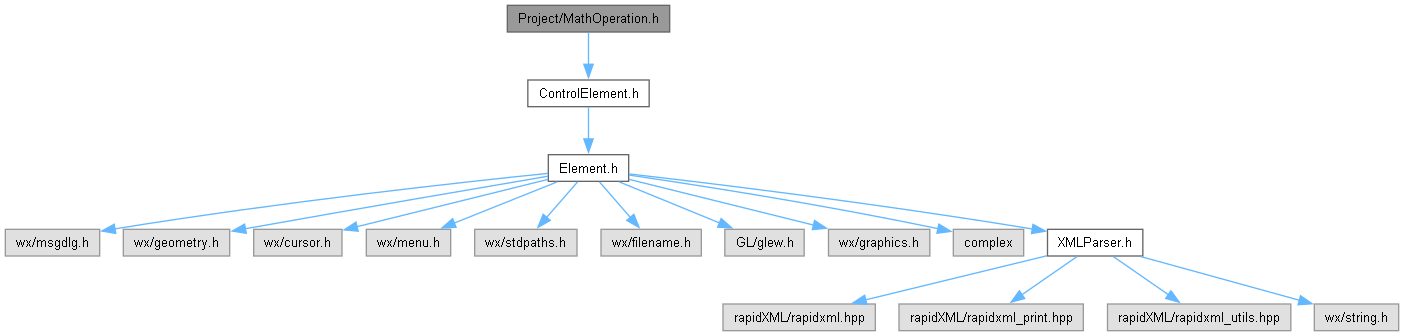 Project/MathOperation.h
ControlElement.h
Element.h
wx/msgdlg.h
wx/geometry.h
wx/cursor.h
wx/menu.h
wx/stdpaths.h
wx/filename.h
GL/glew.h
wx/graphics.h
complex
XMLParser.h
rapidXML/rapidxml.hpp
rapidXML/rapidxml_print.hpp
rapidXML/rapidxml_utils.hpp
wx/string.h